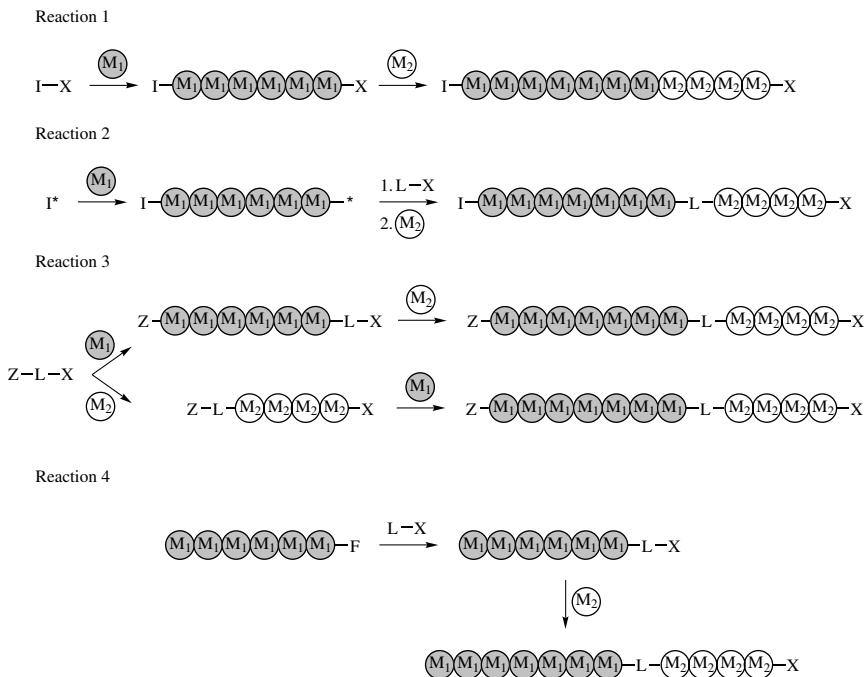 Reaction 1
M₁ M₂
I–X I–M₁M₁M₁M₁M₁M₁–X I–M₁M₁M₁M₁M₁M₁M₁M₂M₂M₂M₂–X
Reaction 2
M₁ 1. L–X
I* I–M₁M₁M₁M₁M₁M₁–* I–M₁M₁M₁M₁M₁M₁M₁–L–M₂M₂M₂M₂–X
2. M₂
Reaction 3
M₂
Z–M₁M₁M₁M₁M₁M₁–L–X Z–M₁M₁M₁M₁M₁M₁M₁–L–M₂M₂M₂M₂–X
M₁
Z–L–X
M₂ M₁
Z–L–M₂M₂M₂M₂–X Z–M₁M₁M₁M₁M₁M₁M₁–L–M₂M₂M₂M₂–X
Reaction 4
L–X
M₁M₁M₁M₁M₁M₁–F M₁M₁M₁M₁M₁M₁–L–X
M₂
M₁M₁M₁M₁M₁M₁M₁–L–M₂M₂M₂M₂–X